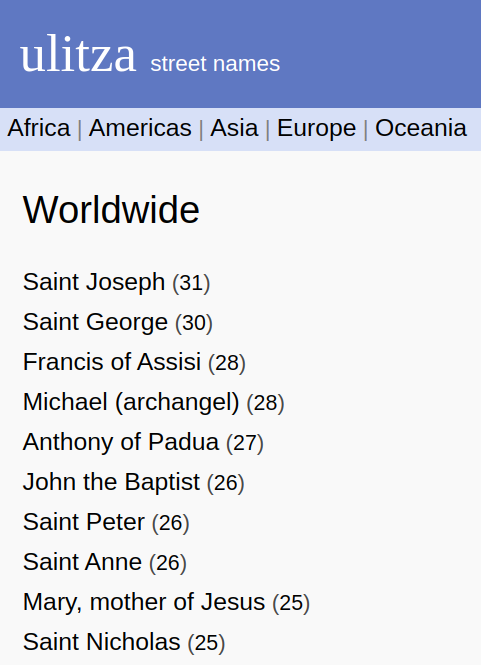 ulitza street names
Africa | Americas | Asia | Europe | Oceania
Worldwide
Saint Joseph (31)
Saint George (30)
Francis of Assisi (28)
Michael (archangel) (28)
Anthony of Padua (27)
John the Baptist (26)
Saint Peter (26)
Saint Anne (26)
Mary, mother of Jesus (25)
Saint Nicholas (25)